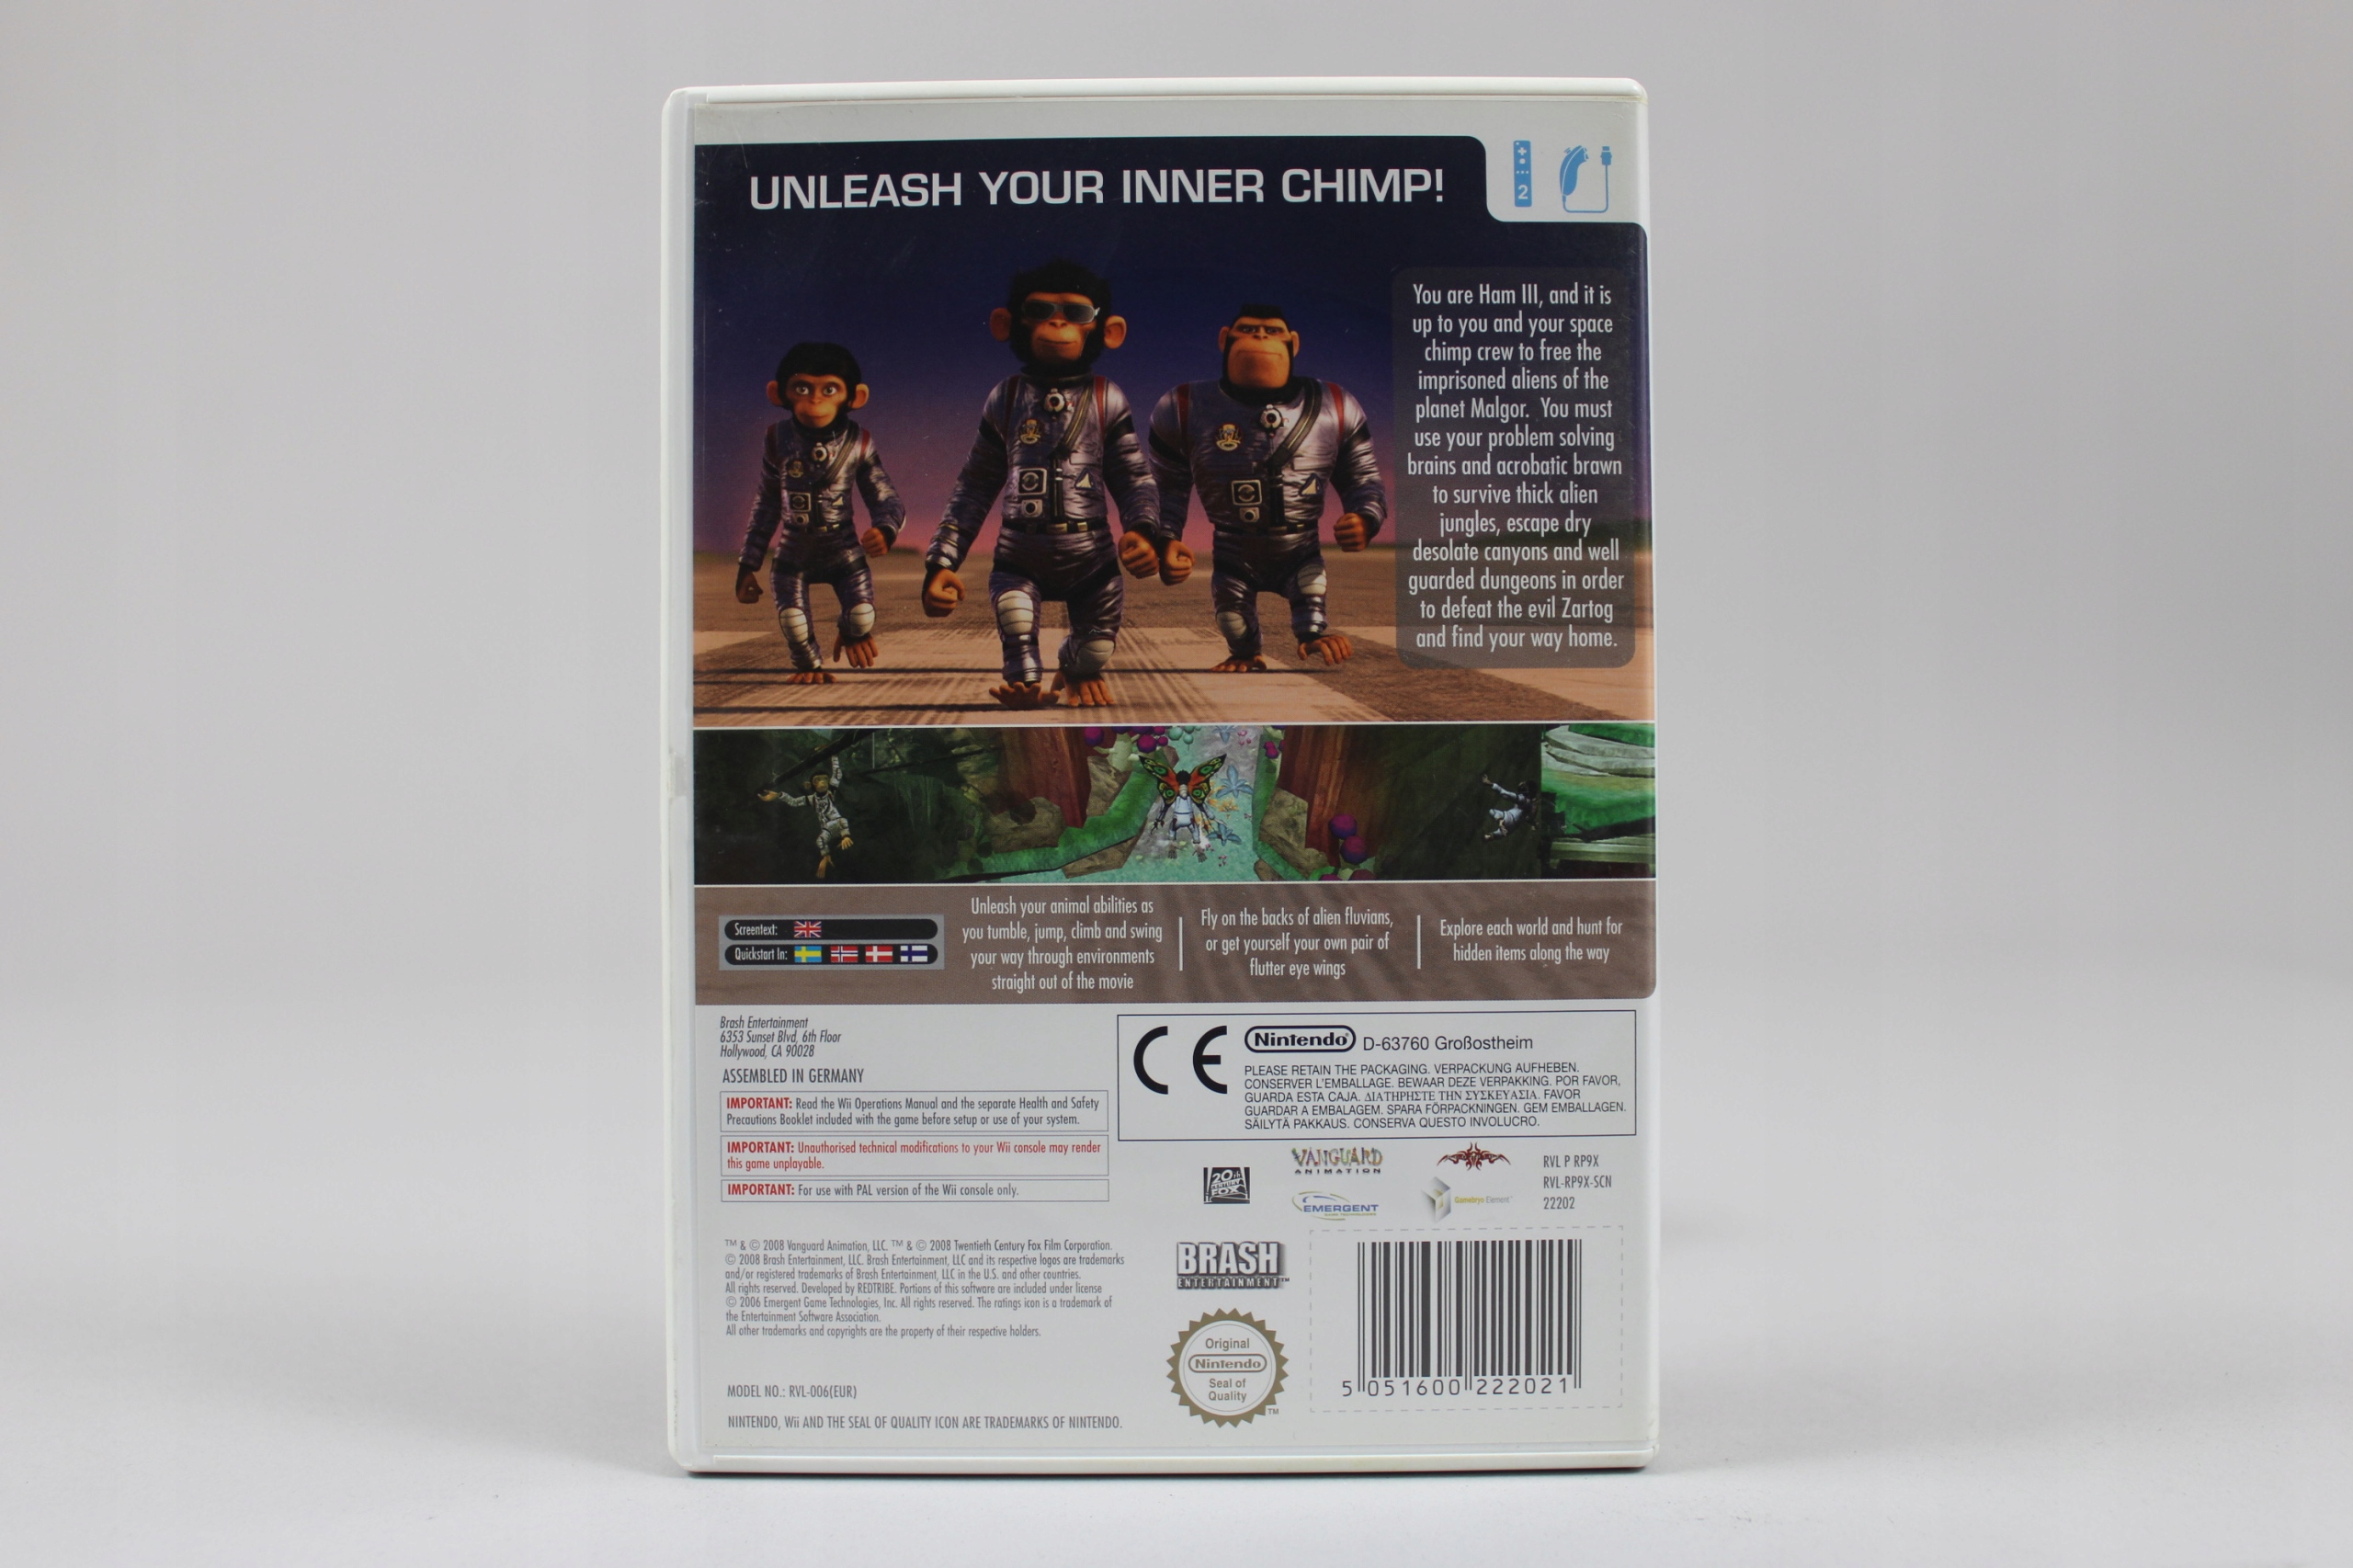 UNLEASH YOUR INNER CHIMP!
2
You are Ham III, and it is
up to you and your space
chimp crew to free the
imprisoned aliens of the
planet Malgor. You must
use your problem solving
brains and acrobatic brawn
to survive thick alien
jungles, escape dry
desolate canyons and well
guarded dungeons in order
to defeat the evil Zartog
and find your way home.
Screentext:
Quickstart In:
Unleash your animal abilities as
you tumble, jump, climb and swing
your way through environments
straight out of the movie
Fly on the backs of alien fluvians,
or get yourself your own pair of
flutter eye wings
Explore each world and hunt for
hidden items along the way
Brash Entertainment
6353 Sunset Blvd, 6th Floor
Hollywood, CA 90028
ASSEMBLED IN GERMANY
IMPORTANT: Read the Wii Operations Manual and the separate Health and Safety
Precautions Booklet included with the game before setup or use of your system.
IMPORTANT: Unauthorised technical modifications to your Wii console may render
this game unplayable.
IMPORTANT: For use with PAL version of the Wii console only.
CE
Nintendo® D-63760 Großostheim
PLEASE RETAIN THE PACKAGING. VERPACKUNG AUFHEBEN.
CONSERVER L'EMBALLAGE. BEWAAR DEZE VERPAKKING. POR FAVOR,
GUARDA ESTA CAJA. ΔΙΑΤΗΡΗΣΤΕ ΤΗΝ ΣΥΣΚΕΥΑΣΙΑ. FAVOR
GUARDAR A EMBALAGEM. SPARA FÖRPACKNINGEN. GEM EMBALLAGEN.
SÄILYTÄ PAKKAUS. CONSERVA QUESTO INVOLUCRO.
20th
CENTURY
FOX
VANGUARD
ANIMATION
EMERGENT
GAME TECHNOLOGIES
Gamebryo Element™
RVL P RP9X
RVL-RP9X-SCN
22202
™ & © 2008 Vanguard Animation, LLC. ™ & © 2008 Twentieth Century Fox Film Corporation.
© 2008 Brash Entertainment, LLC. Brash Entertainment, LLC and its respective logos are trademarks
and/or registered trademarks of Brash Entertainment, LLC in the U.S. and other countries.
All rights reserved. Developed by REDTRIBE. Portions of this software are included under license
© 2006 Emergent Game Technologies, Inc. All rights reserved. The ratings icon is a trademark of
the Entertainment Software Association.
All other trademarks and copyrights are the property of their respective holders.
BRASH
ENTERTAINMENT™
Original
Nintendo
Seal of
Quality
™
5 051600 222021
MODEL NO.: RVL-006(EUR)
NINTENDO, Wii AND THE SEAL OF QUALITY ICON ARE TRADEMARKS OF NINTENDO.